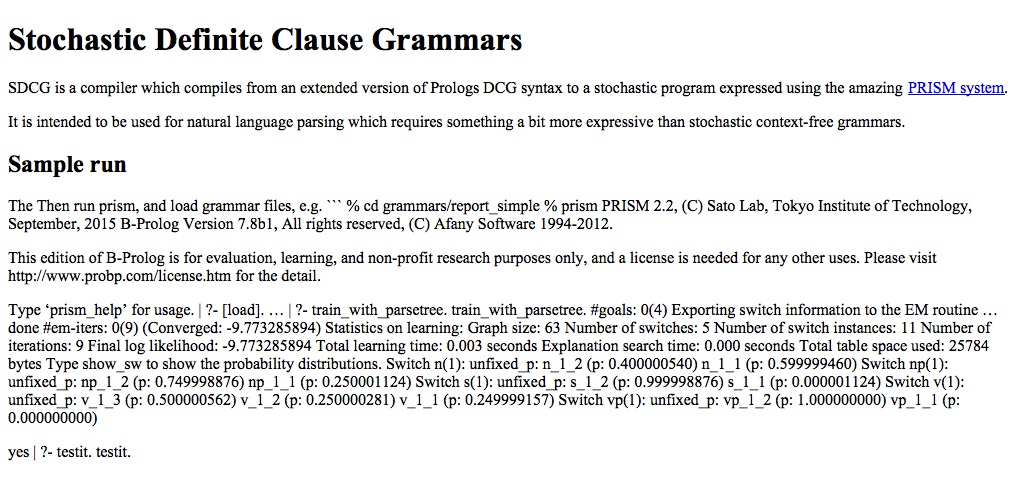 Stochastic Definite Clause Grammars
SDCG is a compiler which compiles from an extended version of Prologs DCG syntax to a stochastic program expressed using the amazing PRISM system.
It is intended to be used for natural language parsing which requires something a bit more expressive than stochastic context-free grammars.
Sample run
The Then run prism, and load grammar files, e.g. ``` % cd grammars/report_simple % prism PRISM 2.2, (C) Sato Lab, Tokyo Institute of Technology,
September, 2015 B-Prolog Version 7.8b1, All rights reserved, (C) Afany Software 1994-2012.
This edition of B-Prolog is for evaluation, learning, and non-profit research purposes only, and a license is needed for any other uses. Please visit
http://www.probp.com/license.htm for the detail.
Type ‘prism_help’ for usage. | ?- [load]. … | ?- train_with_parsetree. train_with_parsetree. #goals: 0(4) Exporting switch information to the EM routine …
done #em-iters: 0(9) (Converged: -9.773285894) Statistics on learning: Graph size: 63 Number of switches: 5 Number of switch instances: 11 Number of
iterations: 9 Final log likelihood: -9.773285894 Total learning time: 0.003 seconds Explanation search time: 0.000 seconds Total table space used: 25784
bytes Type show_sw to show the probability distributions. Switch n(1): unfixed_p: n_1_2 (p: 0.400000540) n_1_1 (p: 0.599999460) Switch np(1):
unfixed_p: np_1_2 (p: 0.749998876) np_1_1 (p: 0.250001124) Switch s(1): unfixed_p: s_1_2 (p: 0.999998876) s_1_1 (p: 0.000001124) Switch v(1):
unfixed_p: v_1_3 (p: 0.500000562) v_1_2 (p: 0.250000281) v_1_1 (p: 0.249999157) Switch vp(1): unfixed_p: vp_1_2 (p: 1.000000000) vp_1_1 (p:
0.000000000)
yes | ?- testit. testit.